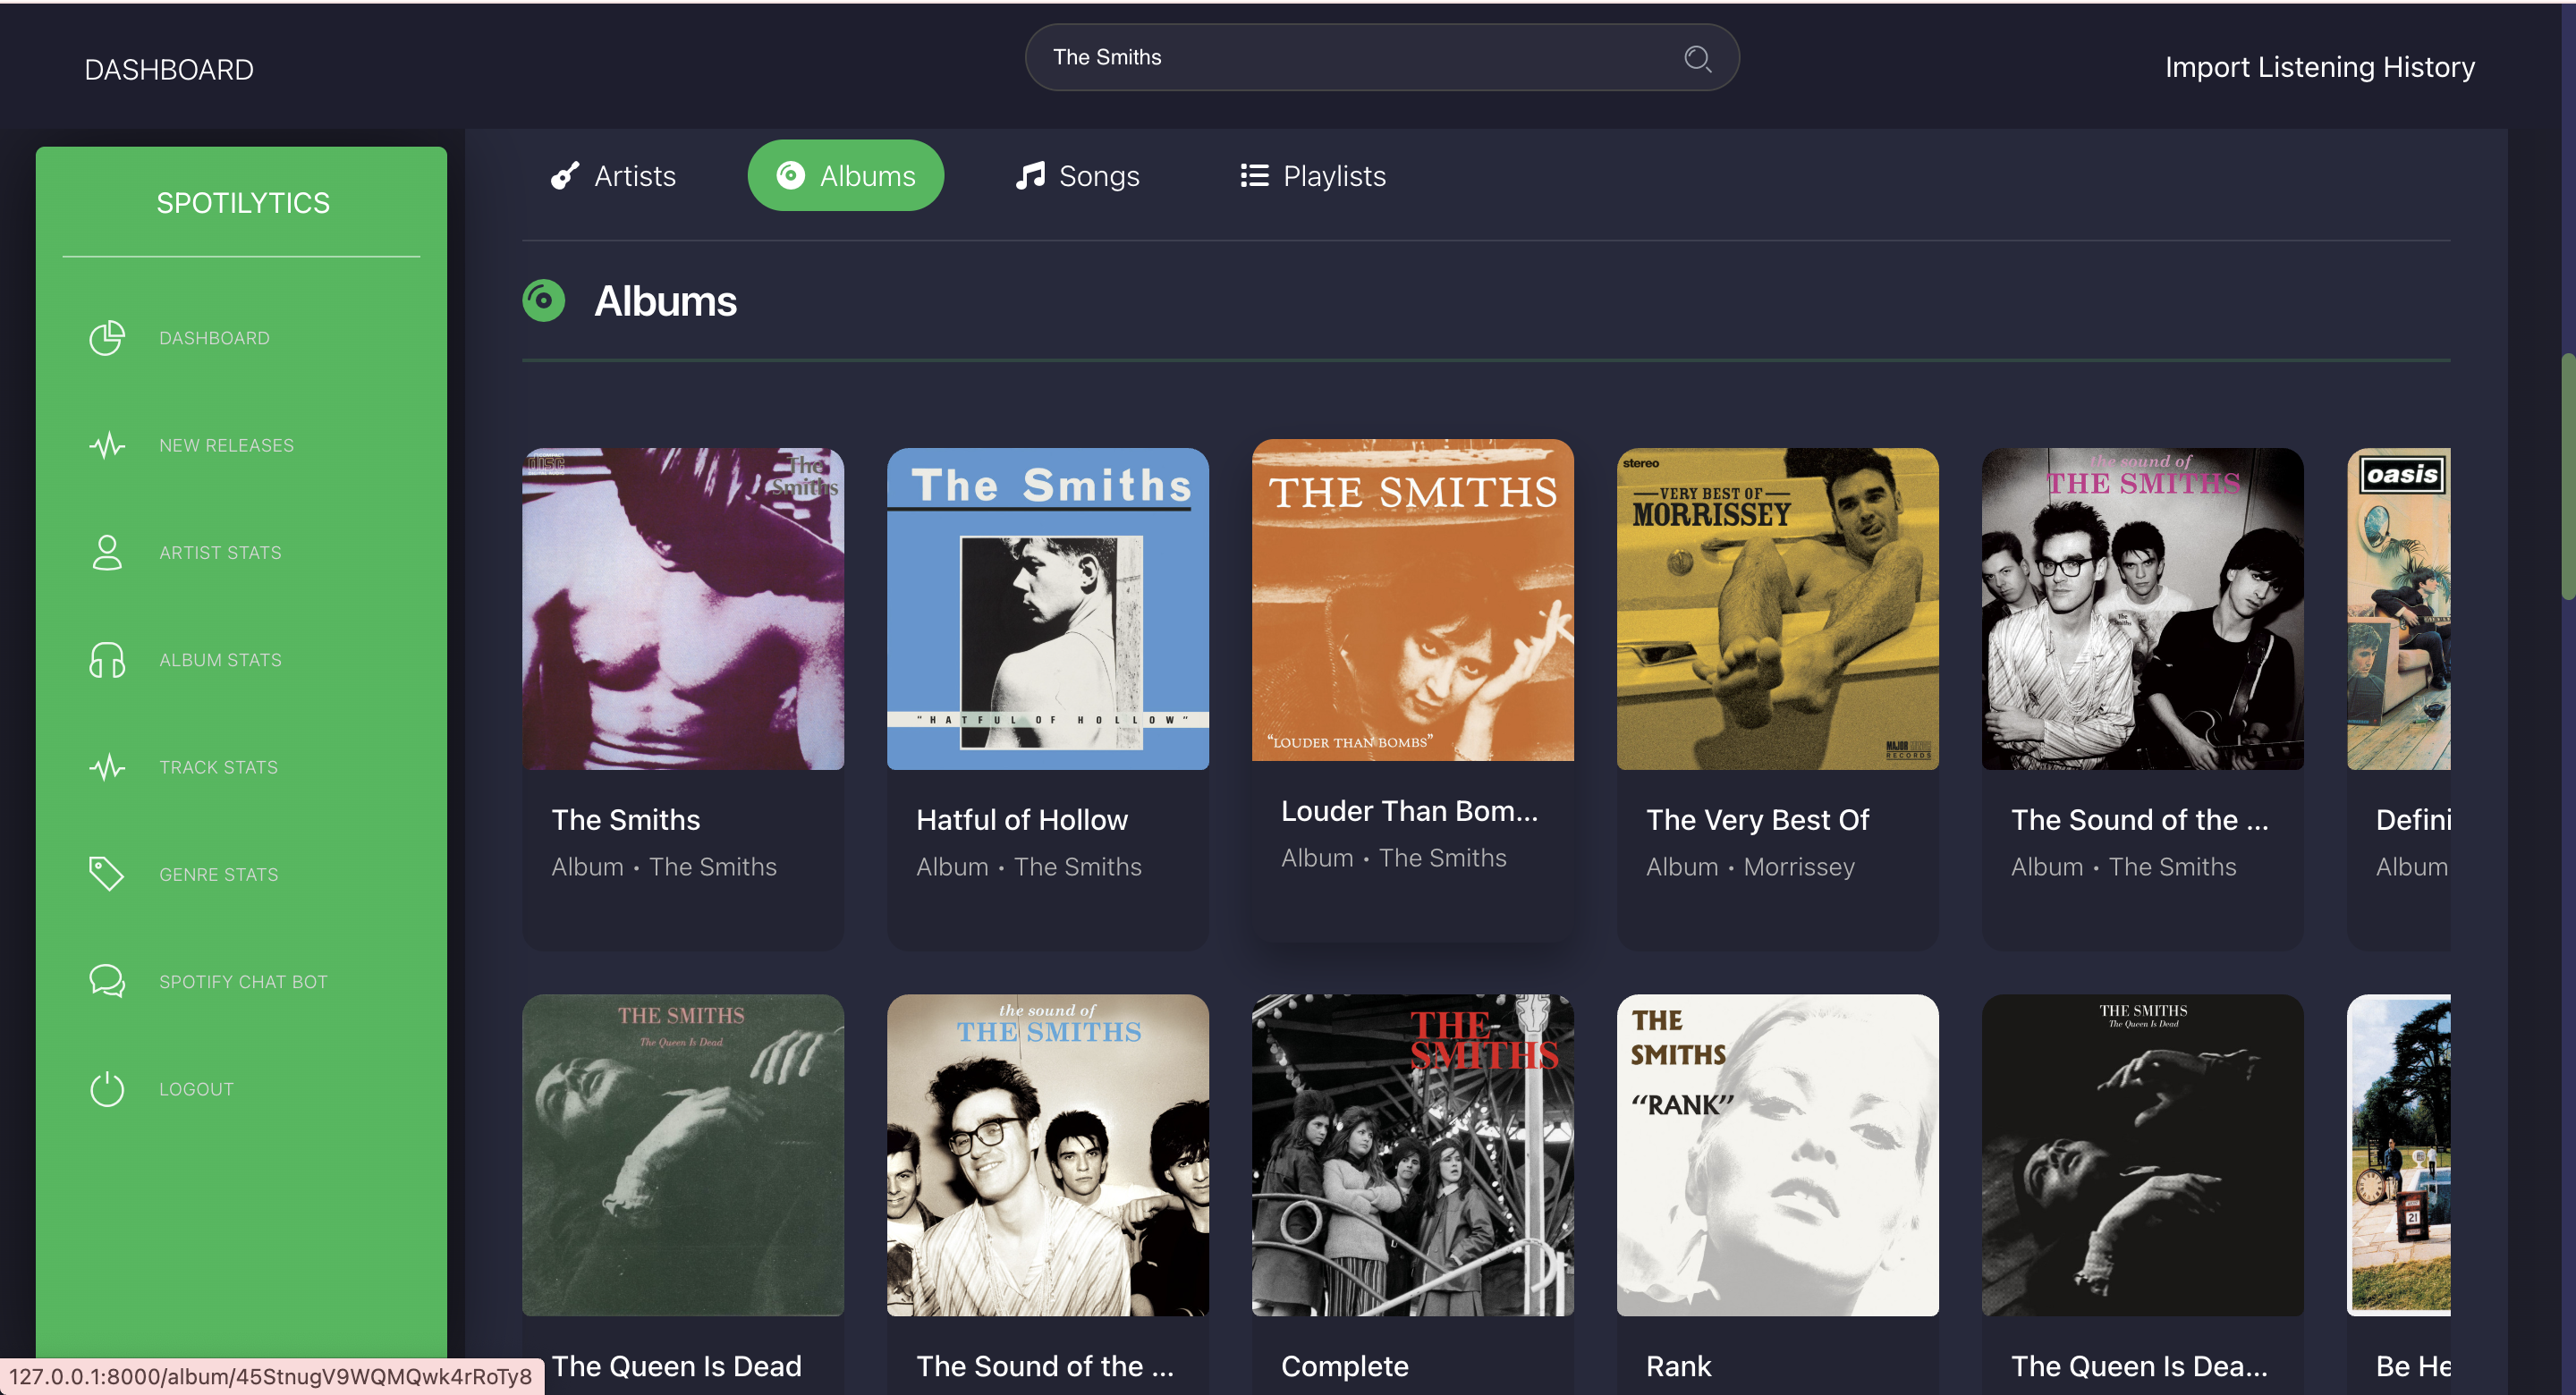 DASHBOARD
The Smiths
Import Listening History
SPOTILYTICS
DASHBOARD
NEW RELEASES
ARTIST STATS
ALBUM STATS
TRACK STATS
GENRE STATS
SPOTIFY CHAT BOT
LOGOUT
Artists
Albums
Songs
Playlists
Albums
DISC
The
Smiths
The Smiths
"HATFUL OF HOLLOW"
THE SMITHS
"LOUDER THAN BOMBS"
stereo
VERY BEST OF
MORRISSEY
MAJOR
RECORDS
the sound of
THE SMITHS
oasis
The Smiths
Album • The Smiths
Hatful of Hollow
Album • The Smiths
Louder Than Bom...
Album • The Smiths
The Very Best Of
Album • Morrissey
The Sound of the ...
Album • The Smiths
Defini
Album
THE SMITHS
The Queen Is Dead
the sound of
THE SMITHS
THE
SMITHS
THE
SMITHS
"RANK"
THE SMITHS
The Queen Is Dead
21
The Queen Is Dead
The Sound of the ...
Complete
Rank
The Queen Is Dea...
Be He
127.0.0.1:8000/album/45StnugV9WQMQwk4rRoTy8